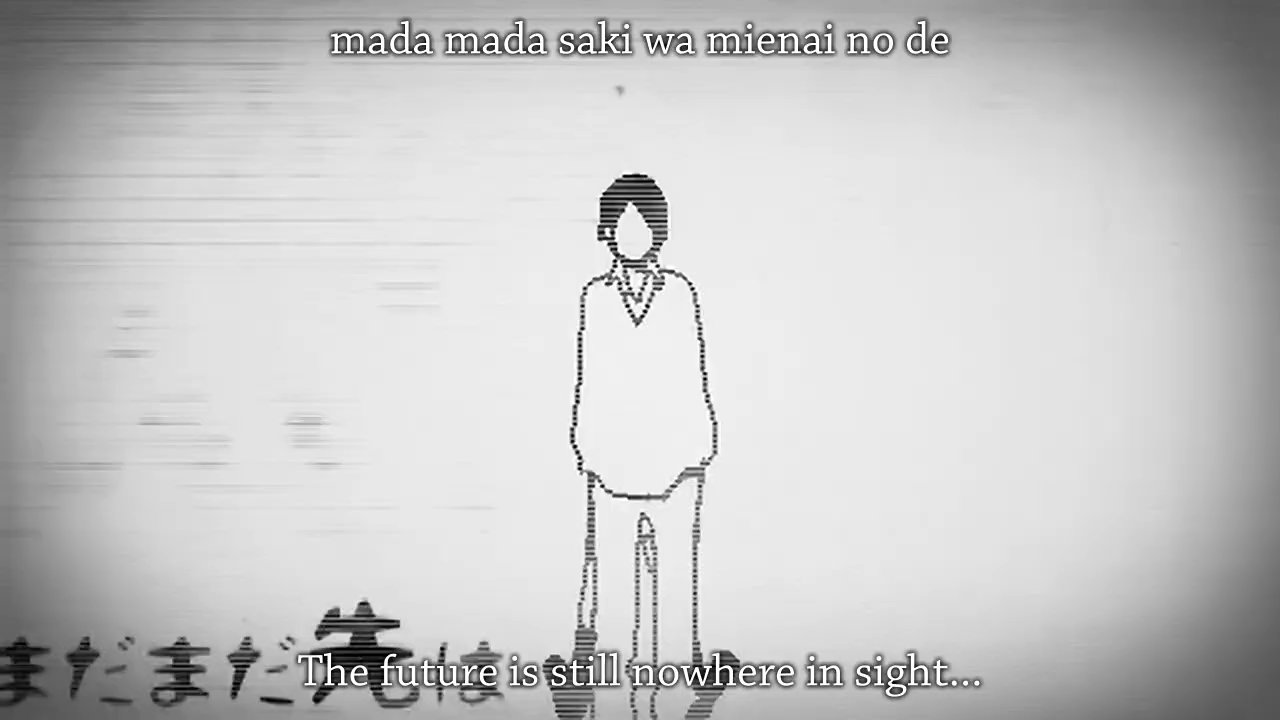 mada mada saki wa mienai no de
まだまだ先は
The future is still nowhere in sight...